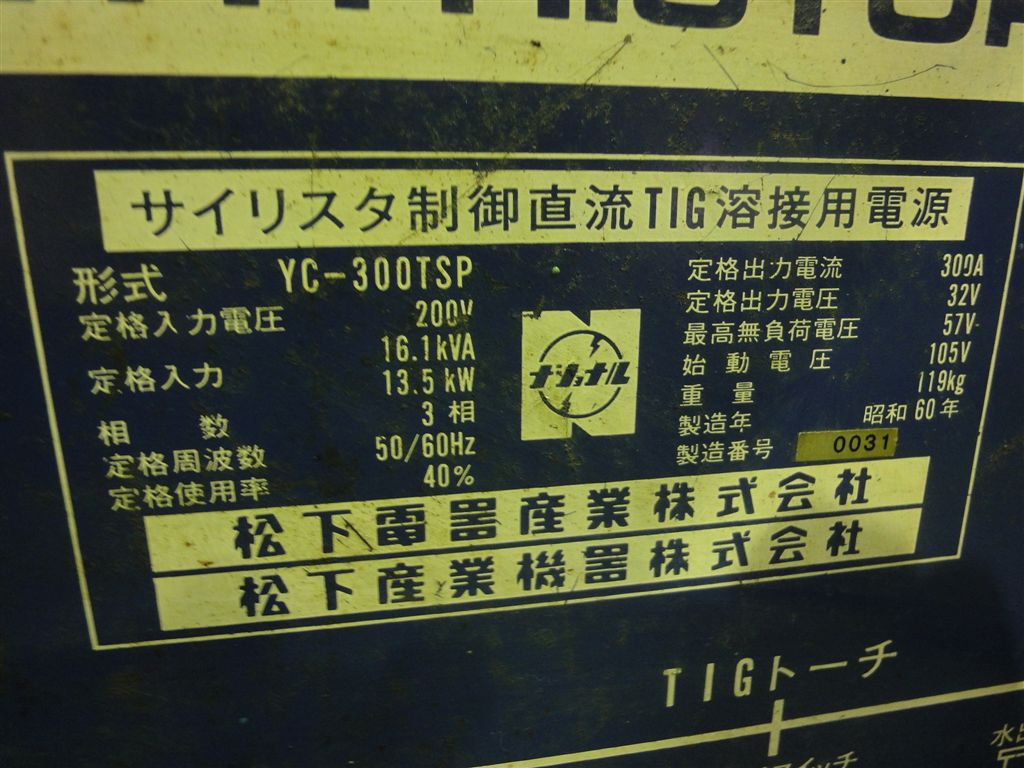 サイリスタ制御直流TIG溶接用電源
形式 YC-300TSP
定格入力電圧 200V
定格入力 16.1kVA
13.5kW
相数 3相
定格周波数 50/60Hz
定格使用率 40%
ナショナル
定格出力電流 300A
定格出力電圧 32V
最高無負荷電圧 57V
始動電圧 105V
重量 119kg
製造年 昭和60年
製造番号 0031
松下電器産業株式会社
松下産業機器株式会社
TIGトーチ